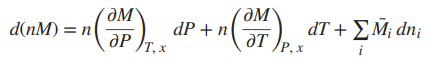 d(nM) = n(∂M/∂P)_{T, x} dP + n(∂M/∂T)_{P, x} dT + ∑_i M̄_i dn_i